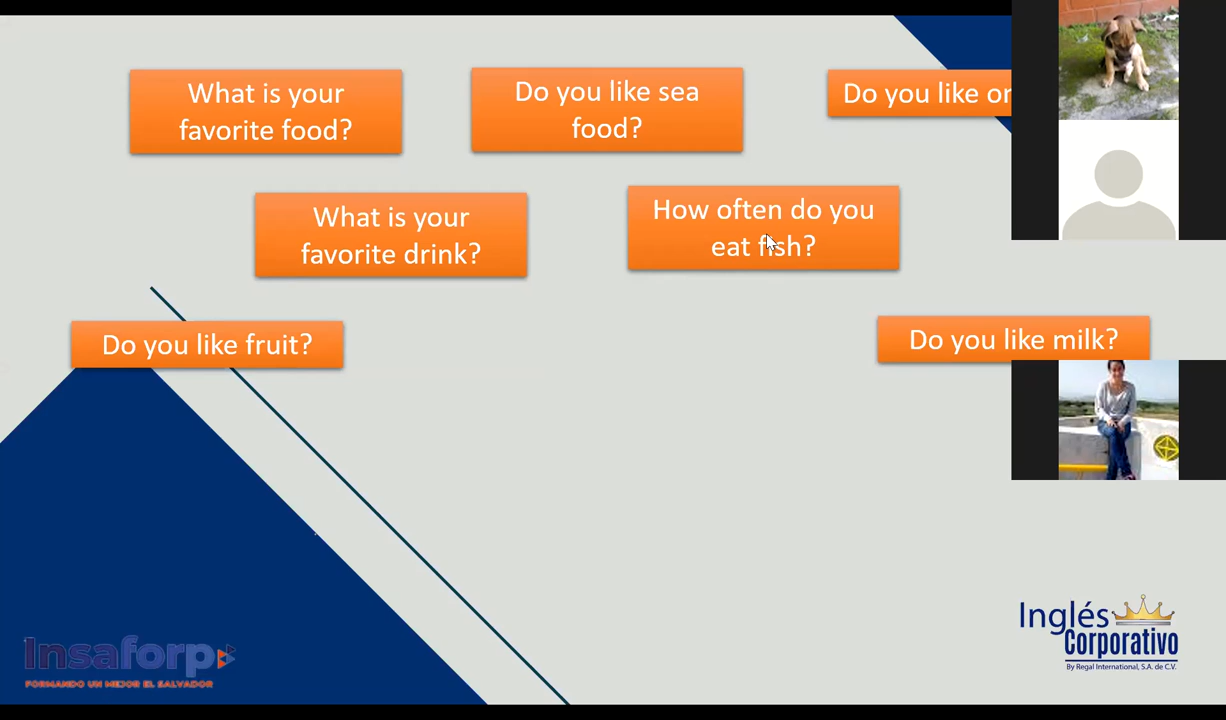 What is your
favorite food?
Do you like sea
food?
Do you like
What is your
favorite drink?
How often do you
eat fish?
Do you like fruit?
Do you like milk?
Insaforp
FORMANDO UN MEJOR EL SALVADOR
Inglés
Corporativo
By Regal International, S.A. de C.V.